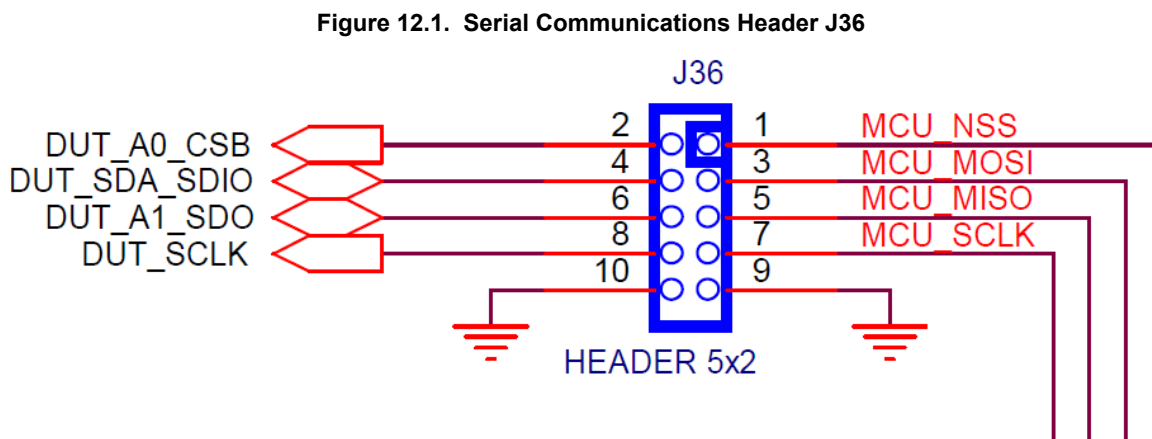 Figure 12.1. Serial Communications Header J36
J36
DUT_A0_CSB 2 1 MCU_NSS
DUT_SDA_SDIO 4 3 MCU_MOSI
DUT_A1_SDO 6 5 MCU_MISO
DUT_SCLK 8 7 MCU_SCLK
10 9
HEADER 5x2